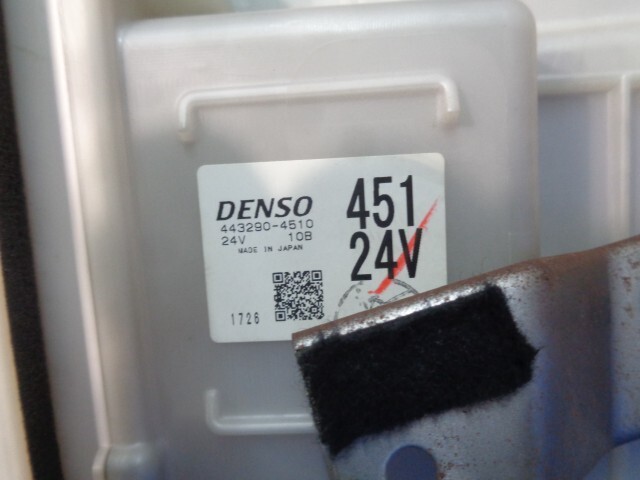 DENSO
443290-4510
24V 10B
MADE IN JAPAN
451
24V
1726